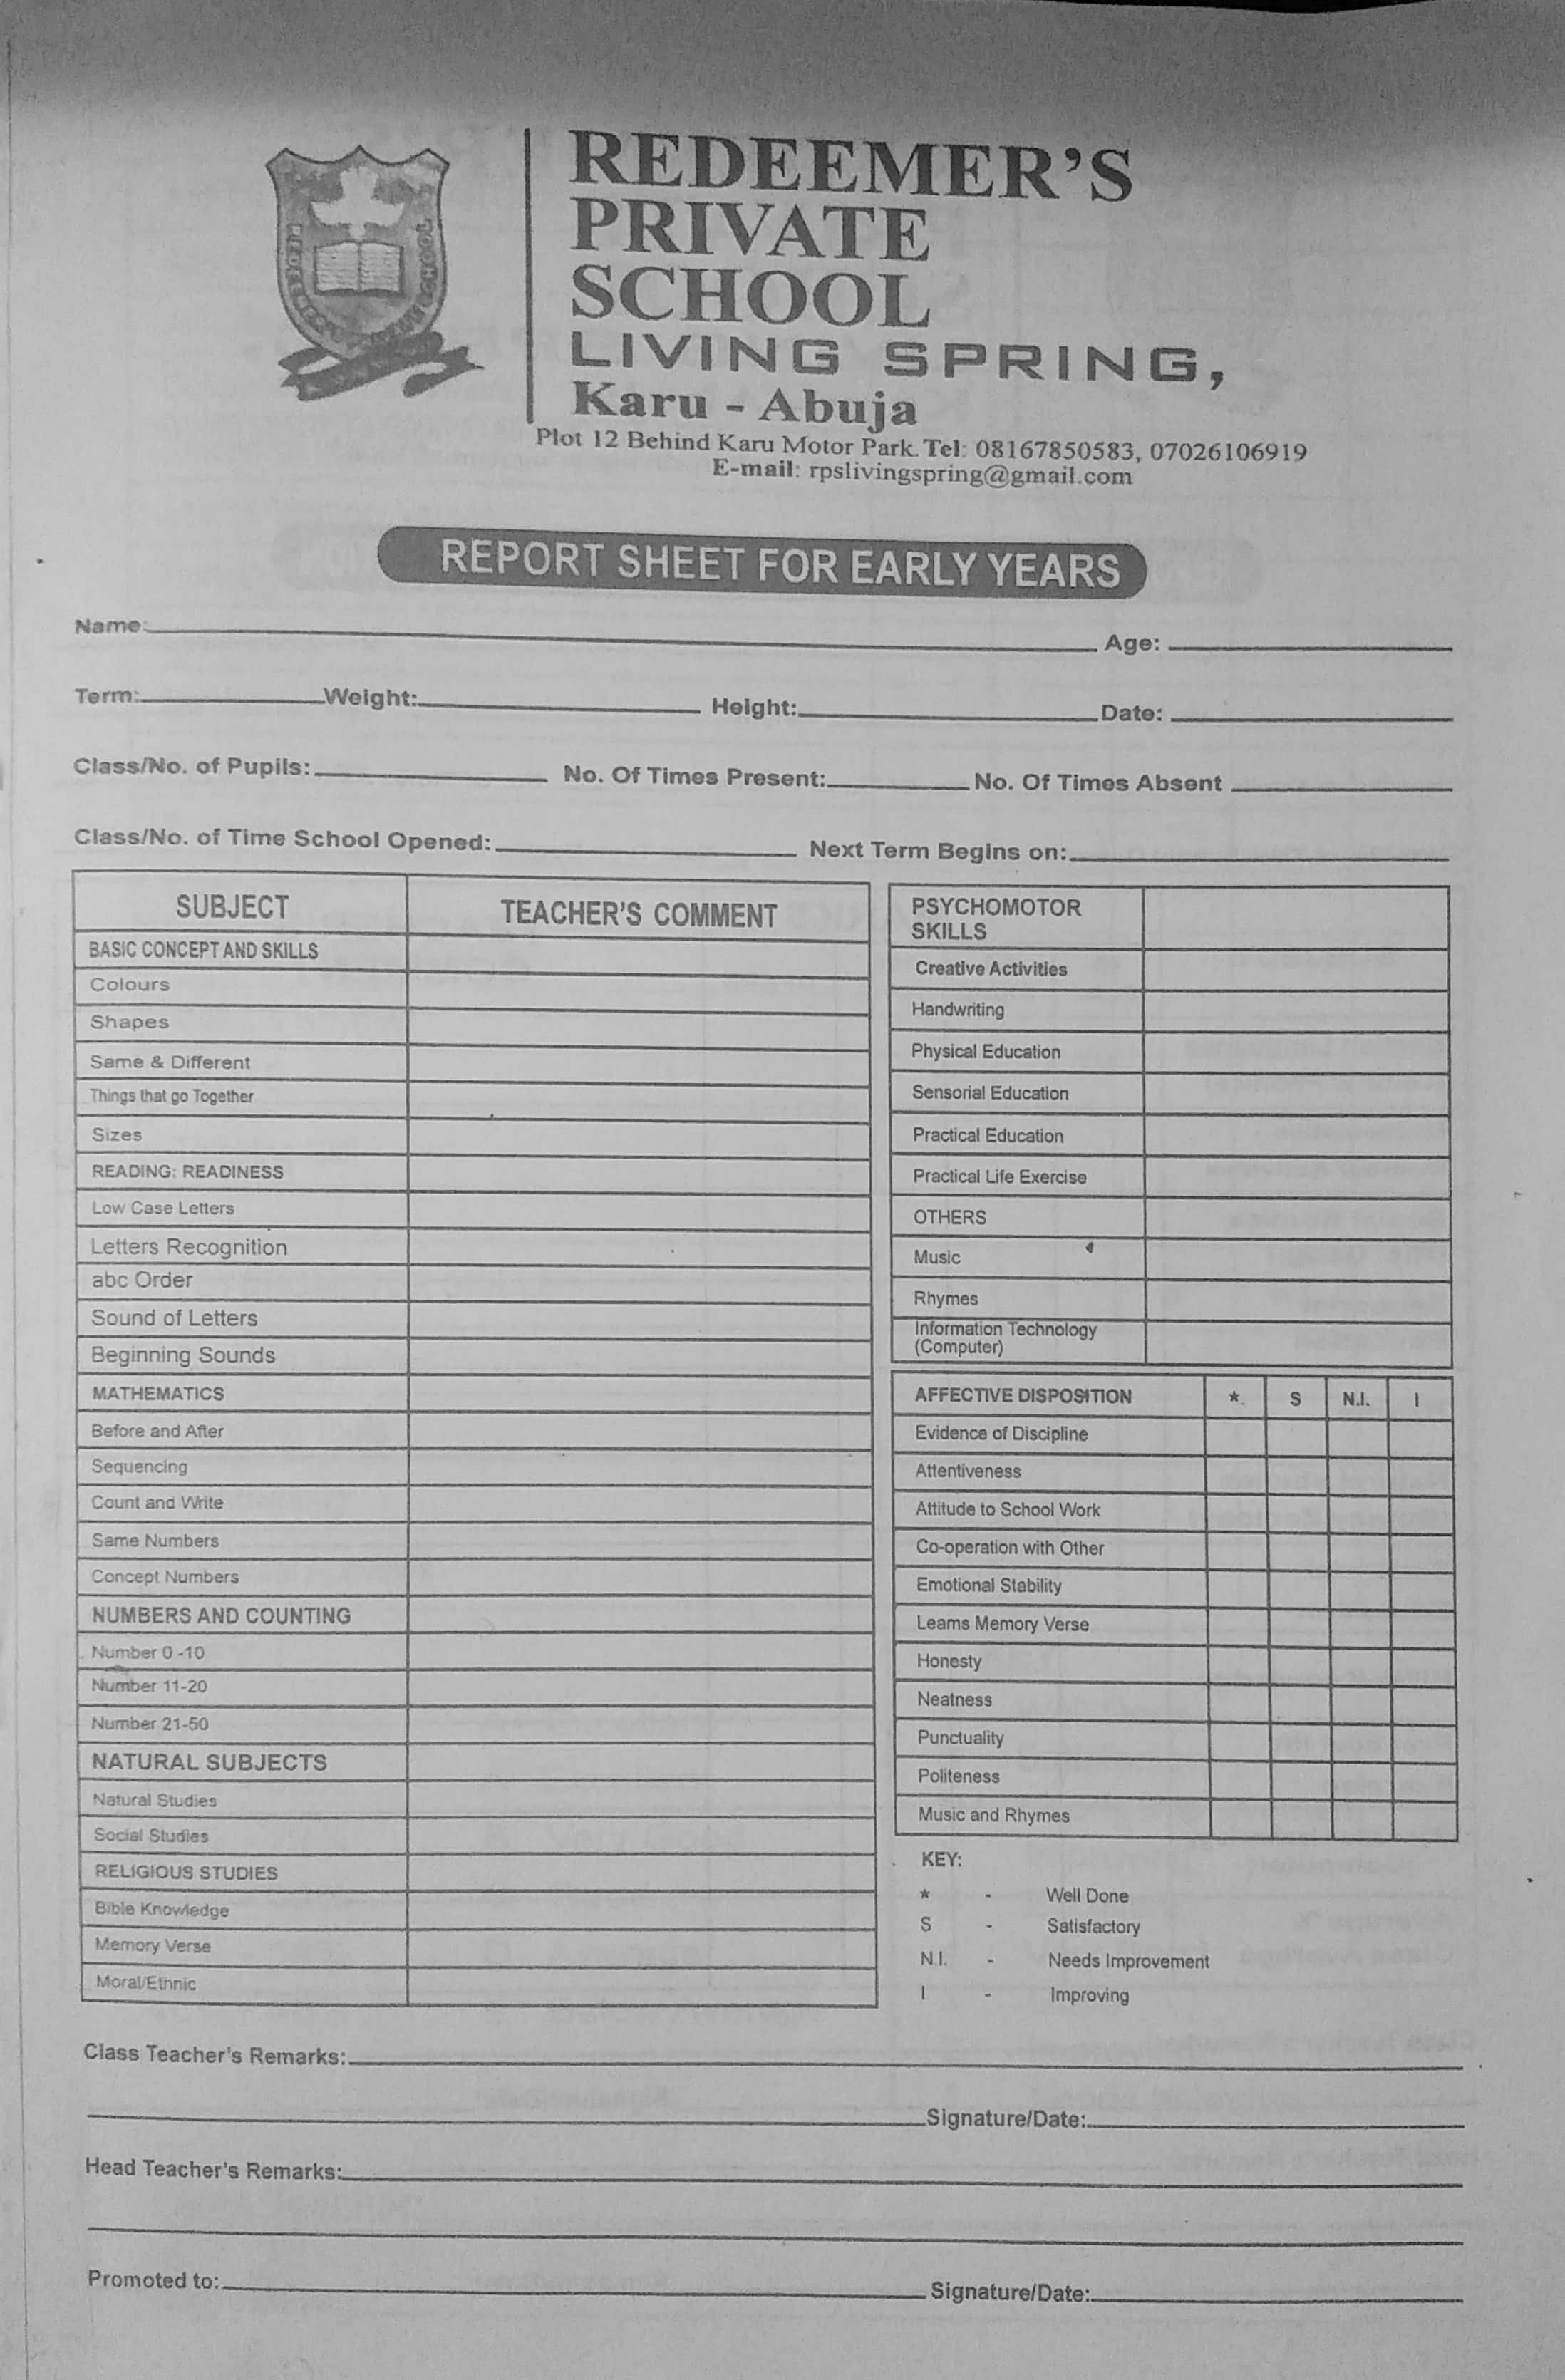 REDEEMER'S
PRIVATE
SCHOOL
LIVING SPRING,
Karu - Abuja
Plot 12 Behind Karu Motor Park. Tel: 08167850583, 07026106919
E-mail: rpslivingspring@gmail.com
REPORT SHEET FOR EARLY YEARS
Name: Age:
Term: Weight: Height: Date:
Class/No. of Pupils: No. Of Times Present: No. Of Times Absent
Class/No. of Time School Opened: Next Term Begins on:
SUBJECT TEACHER'S COMMENT
BASIC CONCEPT AND SKILLS
Colours
Shapes
Same & Different
Things that go Together
Sizes
READING: READINESS
Low Case Letters
Letters Recognition
abc Order
Sound of Letters
Beginning Sounds
MATHEMATICS
Before and After
Sequencing
Count and Write
Same Numbers
Concept Numbers
NUMBERS AND COUNTING
Number 0 -10
Number 11-20
Number 21-50
NATURAL SUBJECTS
Natural Studies
Social Studies
RELIGIOUS STUDIES
Bible Knowledge
Memory Verse
Moral/Ethnic
PSYCHOMOTOR
SKILLS
Creative Activities
Handwriting
Physical Education
Sensorial Education
Practical Education
Practical Life Exercise
OTHERS
Music
Rhymes
Information Technology
(Computer)
AFFECTIVE DISPOSITION * S N.I. I
Evidence of Discipline
Attentiveness
Attitude to School Work
Co-operation with Other
Emotional Stability
Leams Memory Verse
Honesty
Neatness
Punctuality
Politeness
Music and Rhymes
KEY:
* - Well Done
S - Satisfactory
N.I. - Needs Improvement
I - Improving
Class Teacher's Remarks:
Signature/Date:
Head Teacher's Remarks:
Promoted to: Signature/Date: